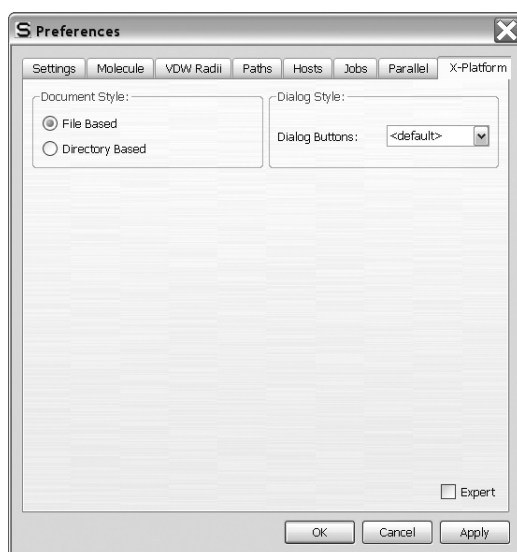 S Preferences
Settings Molecule VDW Radii Paths Hosts Jobs Parallel X-Platform
Document Style: Dialog Style:
File Based
Dialog Buttons: <default>
Directory Based
Expert
OK Cancel Apply